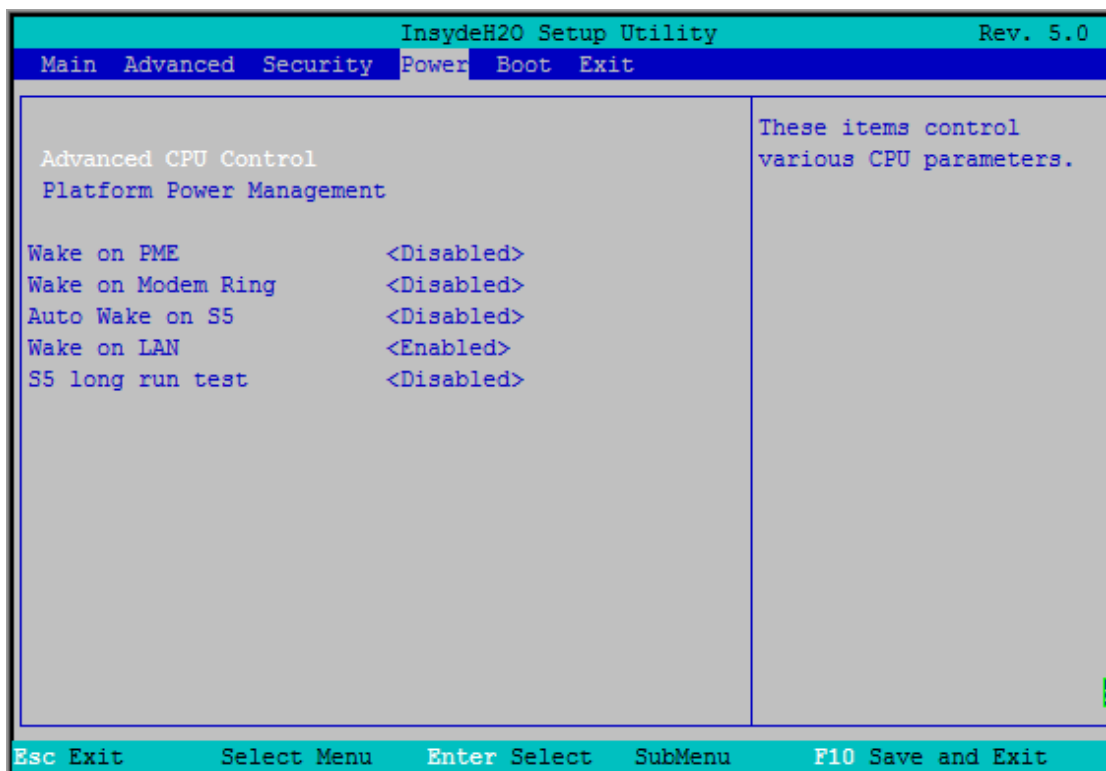 InsydeH2O Setup Utility Rev. 5.0
Main Advanced Security Power Boot Exit
These items control
various CPU parameters.
Advanced CPU Control
Platform Power Management
Wake on PME <Disabled>
Wake on Modem Ring <Disabled>
Auto Wake on S5 <Disabled>
Wake on LAN <Enabled>
S5 long run test <Disabled>
Esc Exit Select Menu Enter Select SubMenu F10 Save and Exit